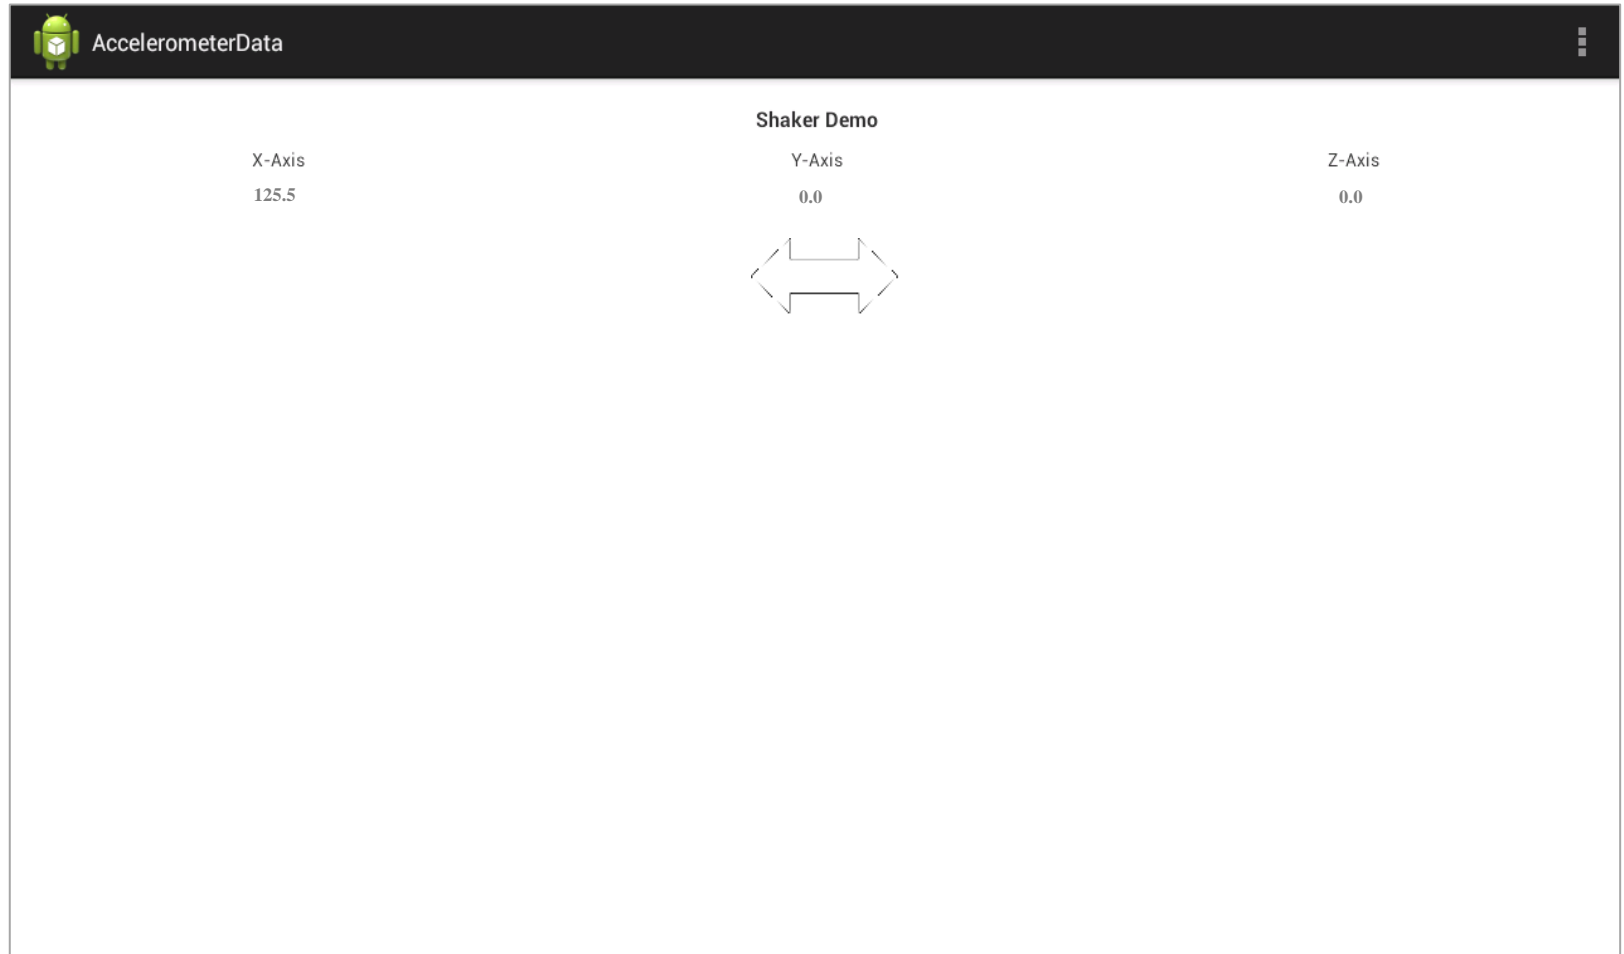 AccelerometerData
Shaker Demo
X-Axis Y-Axis Z-Axis
125.5 0.0 0.0